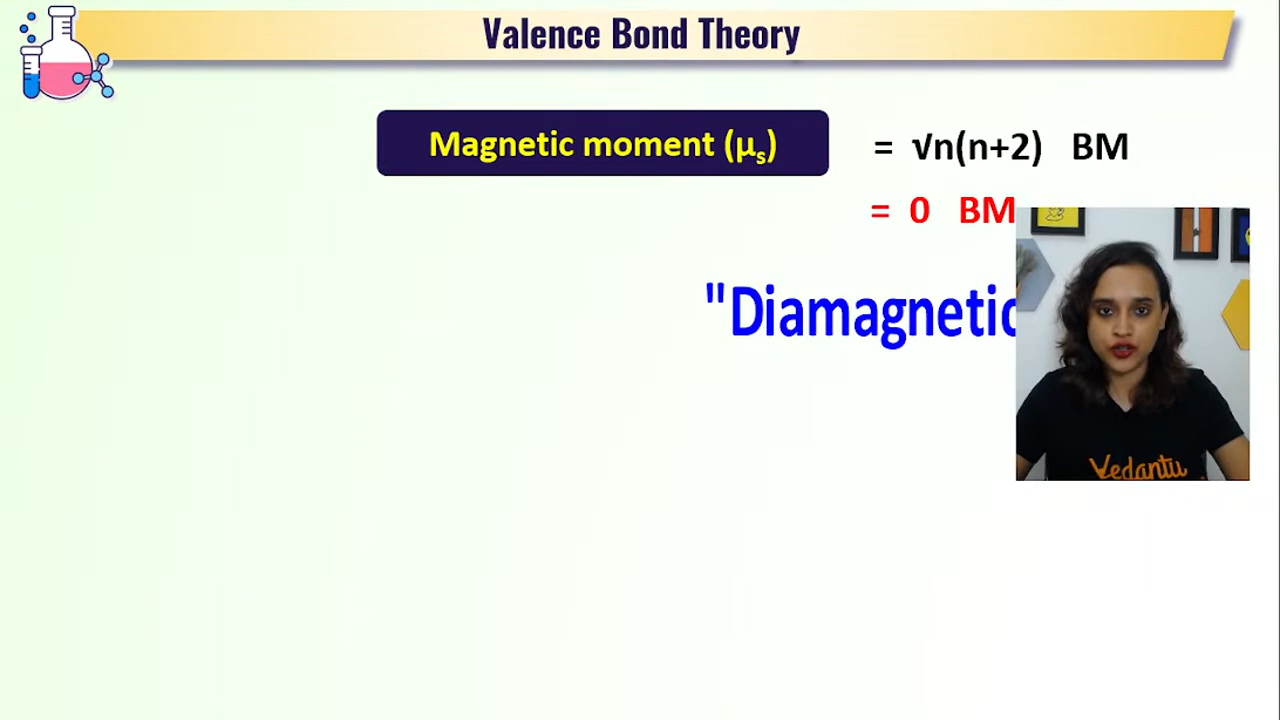 Valence Bond Theory
Magnetic moment (μₛ) = √n(n+2) BM
= 0 BM
"Diamagnetic
Vedantu